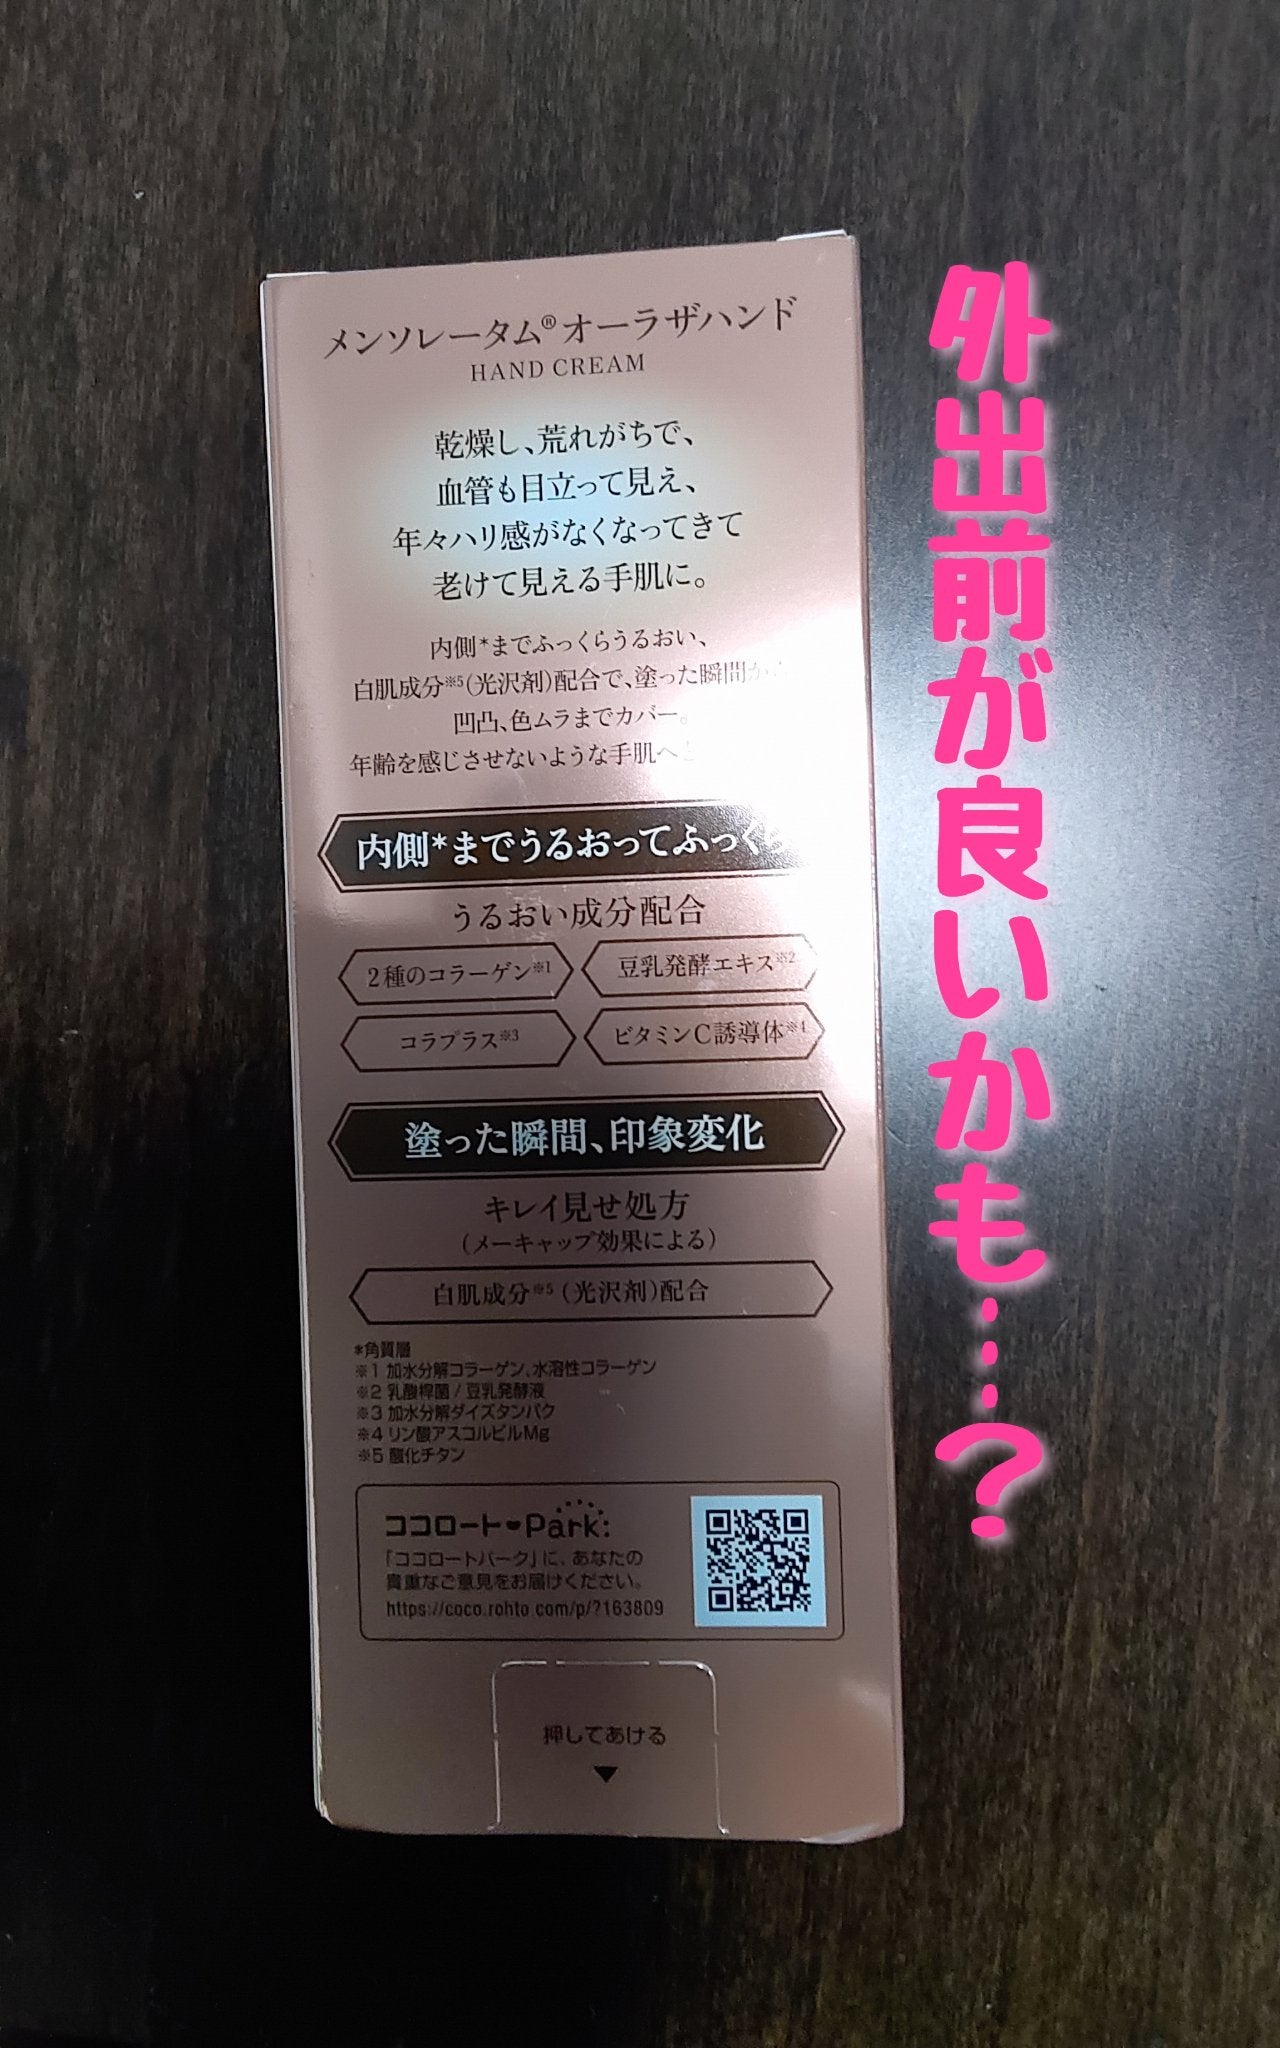 メンソレータム®オーラザハンド
HAND CREAM
乾燥し、荒れがちで、
血管も目立って見え、
年々ハリ感がなくなってきて
老けて見える手肌に。
内側*までふっくらうるおい、
白肌成分※5(光沢剤)配合で、塗った瞬間か
凹凸、色ムラまでカバー。
年齢を感じさせないような手肌へ
内側*までうるおってふっくら
うるおい成分配合
2種のコラーゲン※1
豆乳発酵エキス※2
コラプラス※3
ビタミンC誘導体※4
塗った瞬間、印象変化
キレイ見せ処方
(メーキャップ効果による)
白肌成分※5(光沢剤)配合
*角質層
※1 加水分解コラーゲン、水溶性コラーゲン
※2 乳酸桿菌/豆乳発酵液
※3 加水分解ダイズタンパク
※4 リン酸アスコルビルMg
※5 酸化チタン
ココロートPark:
「ココロートパーク」に、あなたの
貴重なご意見をお届けください。
https://coco.rohto.com/p/?163809
押してあける
外出前が良いかも……?